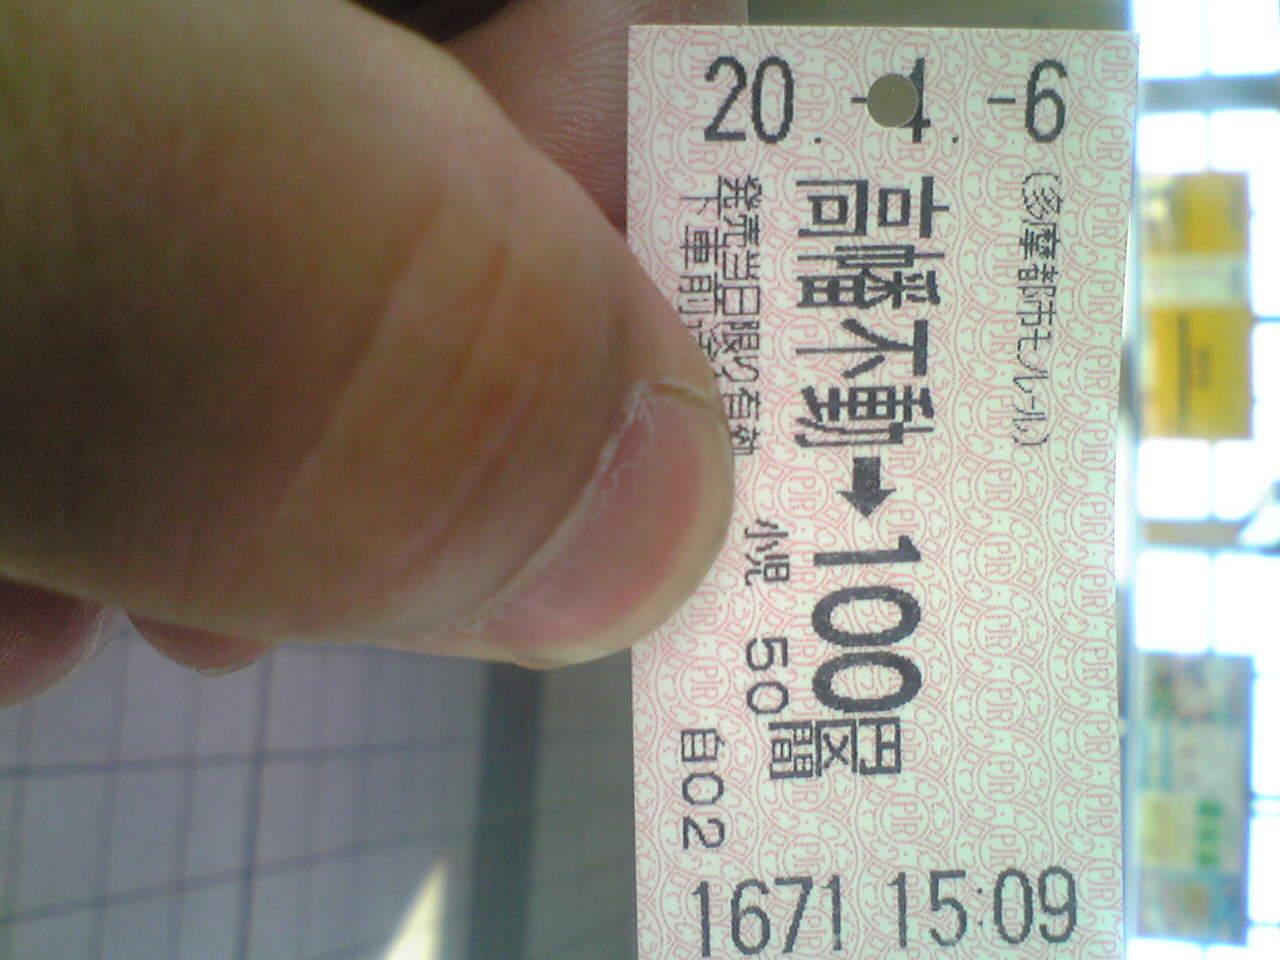 20.-4.-6
(多摩都市モノレール)
高幡不動➡100円区間
小児 50
発売当日限り有効
下車前途
自02
1671 15:09